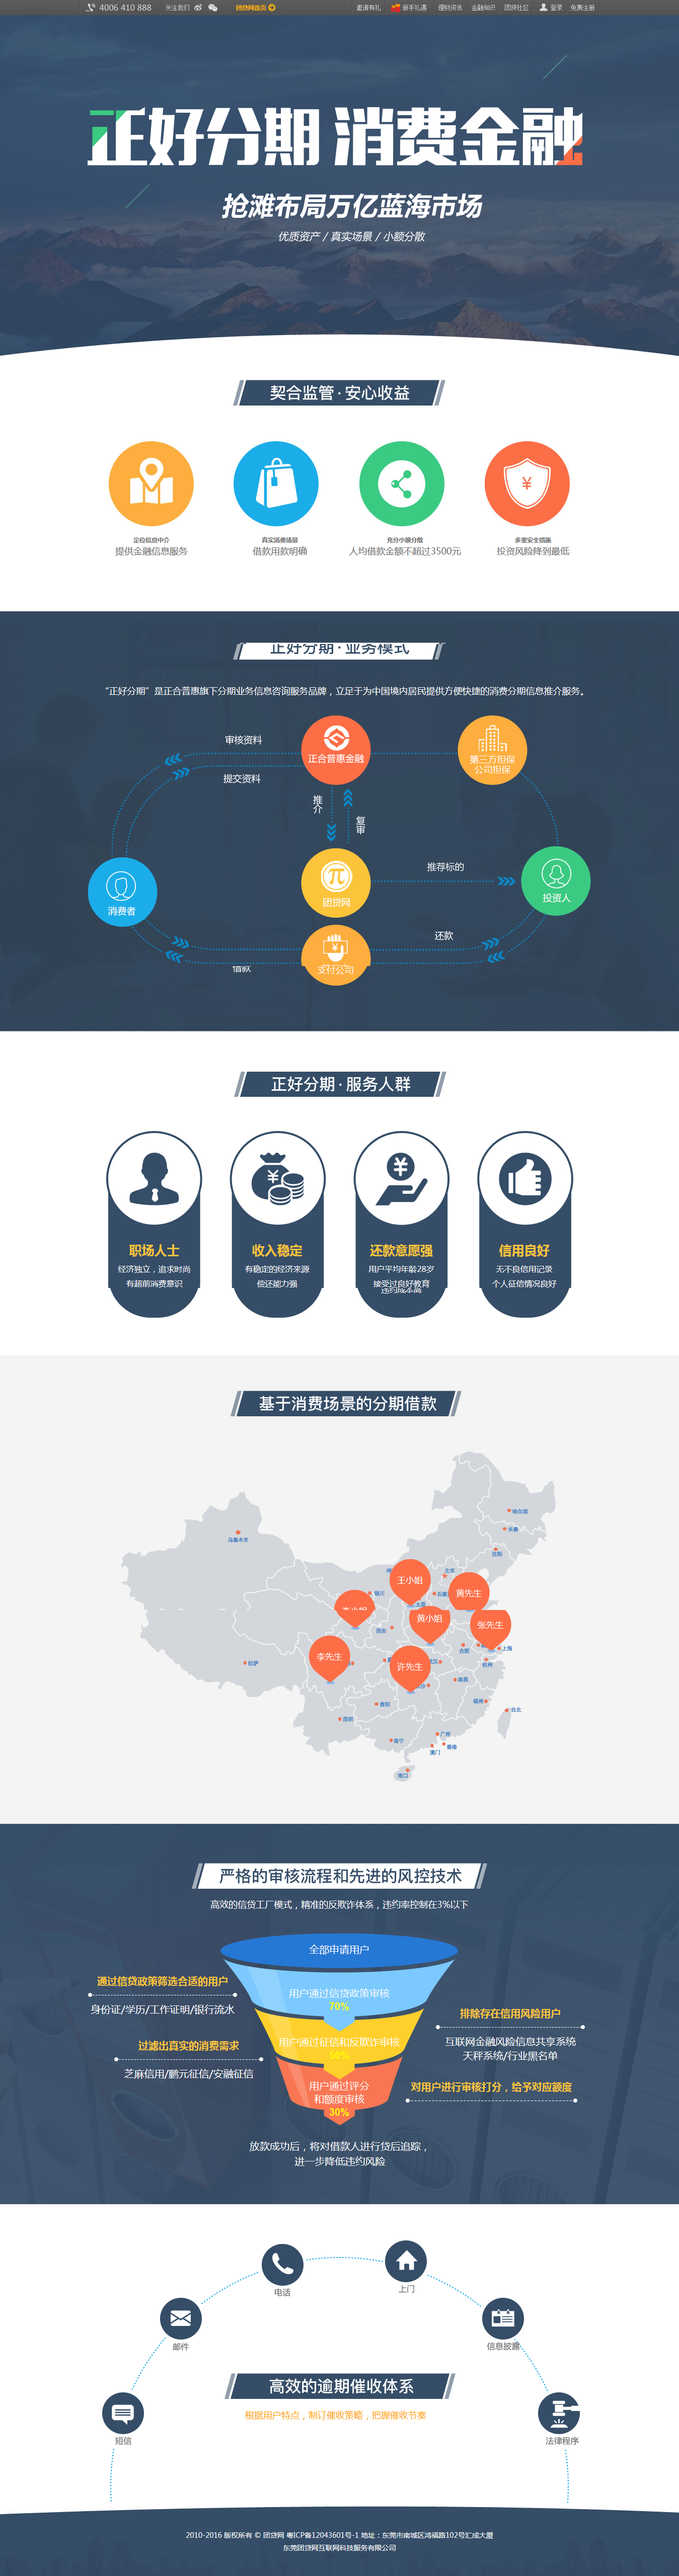 4006 410 888 关注我们 团贷网首页 邀请有礼 新手礼遇 理财资讯 金融知识 团贷社区 登录 免费注册
正好分期 消费金融
抢滩布局万亿蓝海市场
优质资产 / 真实场景 / 小额分散
契合监管·安心收益
定位信息中介
提供金融信息服务
真实消费场景
借款用款明确
充分小额分散
人均借款金额不超过3500元
多重安全措施
投资风险降到最低
正好分期·业务模式
“正好分期”是正合普惠旗下分期业务信息咨询服务品牌，立足于为中国境内居民提供方便快捷的消费分期信息推介服务。
审核资料
正合普惠金融
第三方担保
公司担保
提交资料
推介
复审
消费者
团贷网
推荐标的
投资人
还款
借款
支付公司
正好分期·服务人群
职场人士
经济独立，追求时尚
有超前消费意识
收入稳定
有稳定的经济来源
偿还能力强
还款意愿强
用户平均年龄28岁
接受过良好教育
违约成本高
信用良好
无不良信用记录
个人征信情况良好
基于消费场景的分期借款
哈尔滨
长春
沈阳
乌鲁木齐
北京
王小姐
银川
黄先生
黄小姐
张先生
西安
合肥
上海
李先生
许先生
杭州
拉萨
南昌
贵阳
福州
台北
昆明
南宁
广州
香港
澳门
海口
严格的审核流程和先进的风控技术
高效的信贷工厂模式，精准的反欺诈体系，违约率控制在3%以下
全部申请用户
通过信贷政策筛选合适的用户
身份证/学历/工作证明/银行流水
用户通过信贷政策审核
70%
排除存在信用风险用户
互联网金融风险信息共享系统
天秤系统/行业黑名单
过滤出真实的消费需求
芝麻信用/鹏元征信/安融征信
用户通过征信和反欺诈审核
50%
用户通过评分
和额度审核
30%
对用户进行审核打分，给予对应额度
放款成功后，将对借款人进行贷后追踪，
进一步降低违约风险
电话
上门
邮件
信息披露
高效的逾期催收体系
根据用户特点，制订催收策略，把握催收节奏
短信
法律程序
2010-2016 版权所有 © 团贷网 粤ICP备12043601号-1 地址：东莞市南城区鸿福路102号汇成大厦
东莞团贷网互联网科技服务有限公司